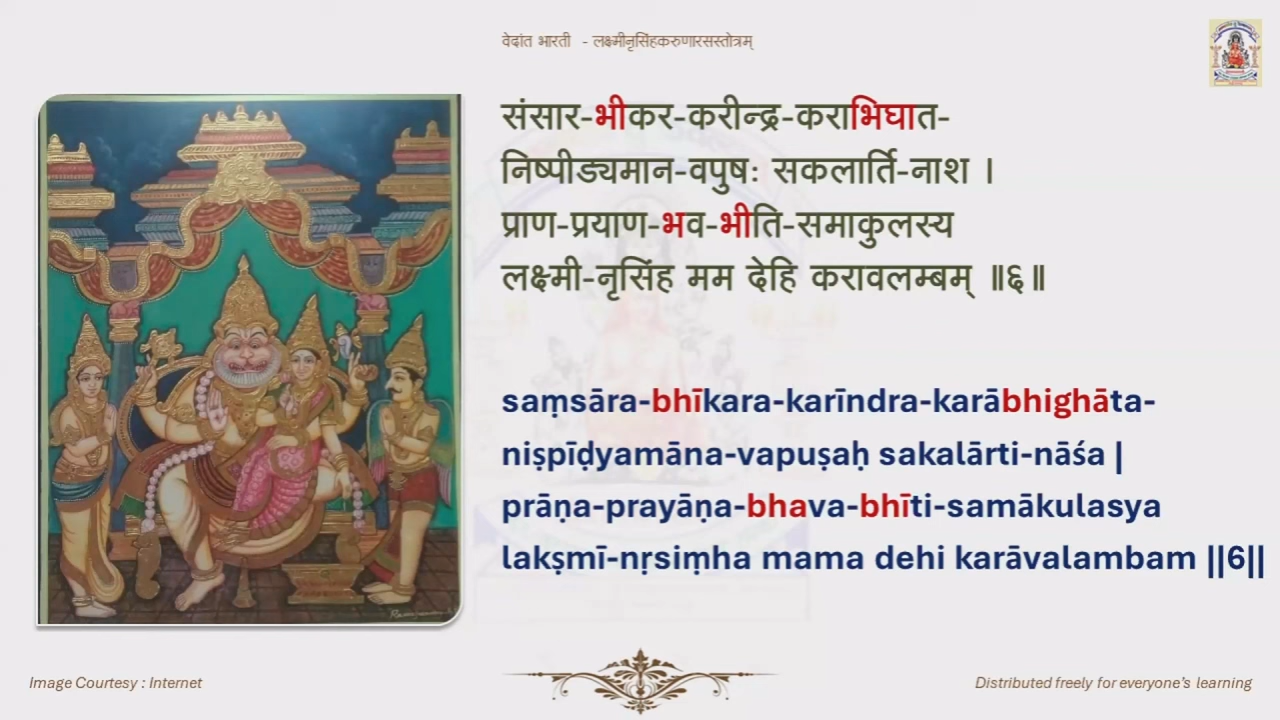 वेदांत भारती - लक्ष्मीनृसिंहकरुणारसस्तोत्रम्
संसार-भीकर-करीन्द्र-कराभिघात-
निष्पीड्यमान-वपुषः सकलार्ति-नाश ।
प्राण-प्रयाण-भव-भीति-समाकुलस्य
लक्ष्मी-नृसिंह मम देहि करावलम्बम् ॥६॥
saṃsāra-bhīkara-karīndra-karābhighāta-
niṣpīḍyamāna-vapuṣaḥ sakalārti-nāśa |
prāṇa-prayāṇa-bhava-bhīti-samākulasya
lakṣmī-nṛsiṃha mama dehi karāvalambam ||6||
Image Courtesy : Internet
Distributed freely for everyone's learning